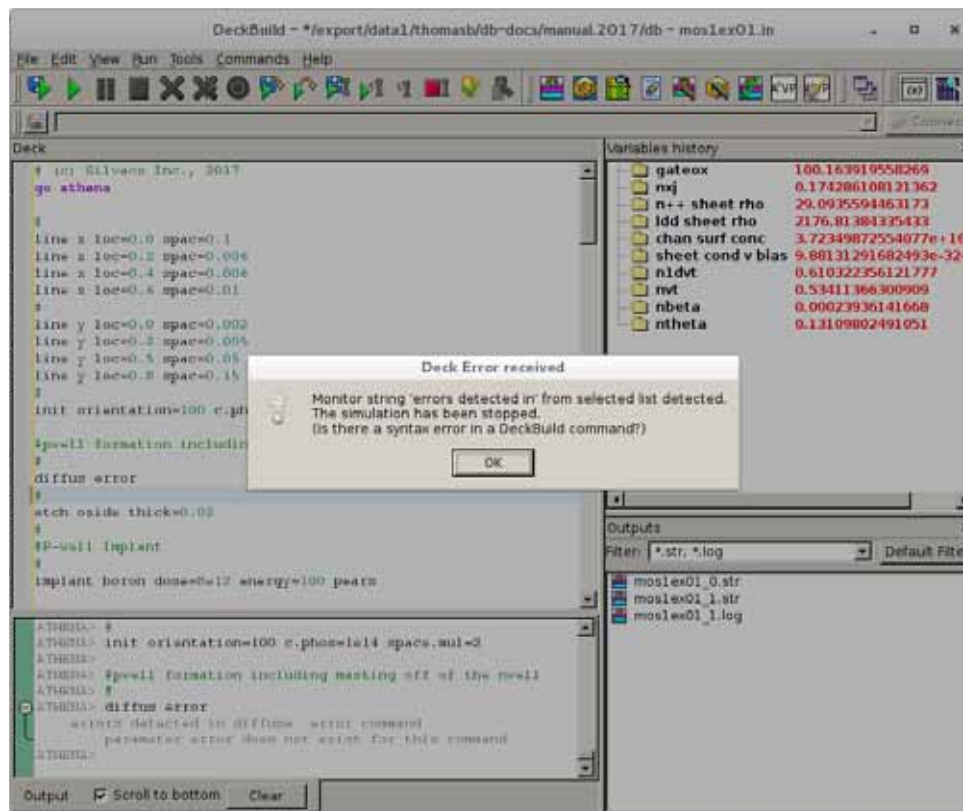 DeckBuild - */export/data1/thomasb/db-docs/manual.2017/db - mos1ex01.in
File Edit View Run Tools Commands Help
Connect
Deck
# (c) Silvaco Inc., 2017
go athena
#
line x loc=0.0 spac=0.1
line x loc=0.2 spac=0.006
line x loc=0.4 spac=0.006
line x loc=0.6 spac=0.01
#
line y loc=0.0 spac=0.002
line y loc=0.2 spac=0.005
line y loc=0.5 spac=0.05
line y loc=0.8 spac=0.15
#
init orientation=100 c.ph
#pwell formation includin
#
diffus error
#
etch oxide thick=0.02
#
#P-well Implant
#
implant boron dose=8e12 energy=100 pears
Variables history
gateox 100.163919558269
nxj 0.174286108121362
n++ sheet rho 29.0935594463173
ldd sheet rho 2176.81384335433
chan surf conc 3.72349872554077e+16
sheet cond v bias 9.88131291682493e-324
n1dvt 0.610322356121777
nvt 0.53411366300909
nbeta 0.00023936141668
ntheta 0.13109802491051
Deck Error received
Monitor string 'errors detected in' from selected list detected.
The simulation has been stopped.
(Is there a syntax error in a DeckBuild command?)
OK
Outputs
Filter: *.str, *.log
Default Filte
mos1ex01_0.str
mos1ex01_1.str
mos1ex01_1.log
ATHENA> #
ATHENA> init orientation=100 c.phos=1e14 space.mul=2
ATHENA>
ATHENA> #pwell formation including masking off of the nwell
ATHENA> #
ATHENA> diffus error
errors detected in diffuse error command
parameter error does not exist for this command
ATHENA>
Output Scroll to bottom Clear